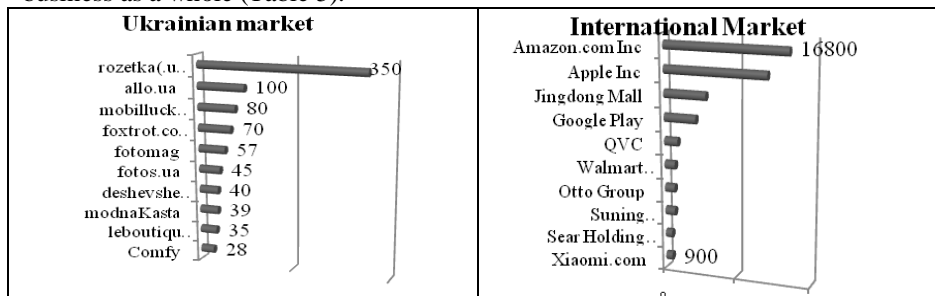 business as a whole (Table 3).
Ukrainian market
rozetka(.u.. 350
allo.ua 100
mobilluck.. 80
foxtrot.co.. 70
fotomag 57
fotos.ua 45
deshevshe.. 40
modnaKasta 39
leboutiqu.. 35
Comfy 28
International Market
Amazon.com Inc 16800
Apple Inc
Jingdong Mall
Google Play
QVC
Walmart..
Otto Group
Suning..
Sear Holding..
Xiaomi.com 900